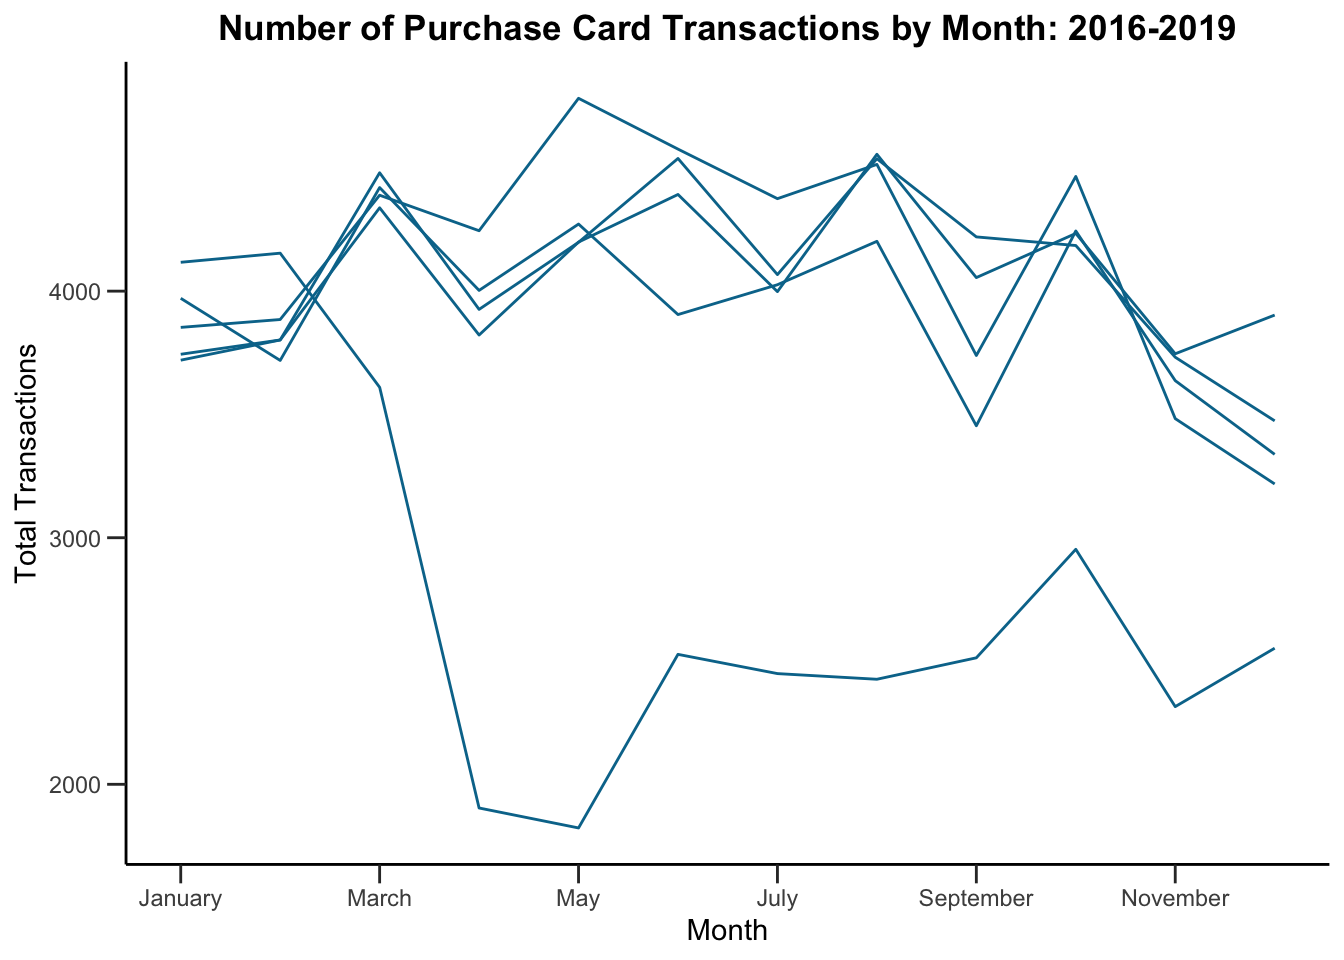 Number of Purchase Card Transactions by Month: 2016-2019
Total Transactions
4000
3000
2000
January March May July September November
Month